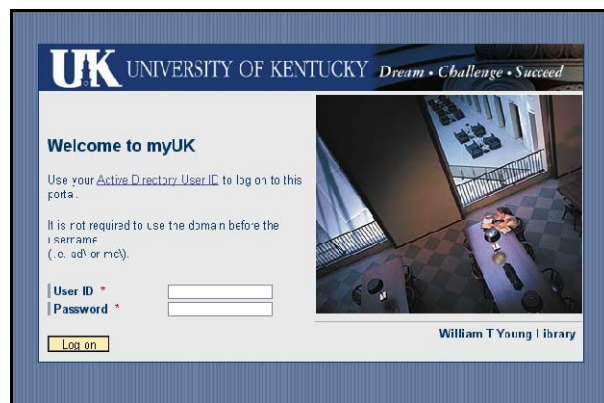 UK UNIVERSITY OF KENTUCKY Dream • Challenge • Succeed
Welcome to myUK
Use your Active Directory User ID to log on to this
portal.
It is not required to use the domain before the
username
(i.e. ad\ or mc\).
User ID *
Password *
Log on
William T Young Library